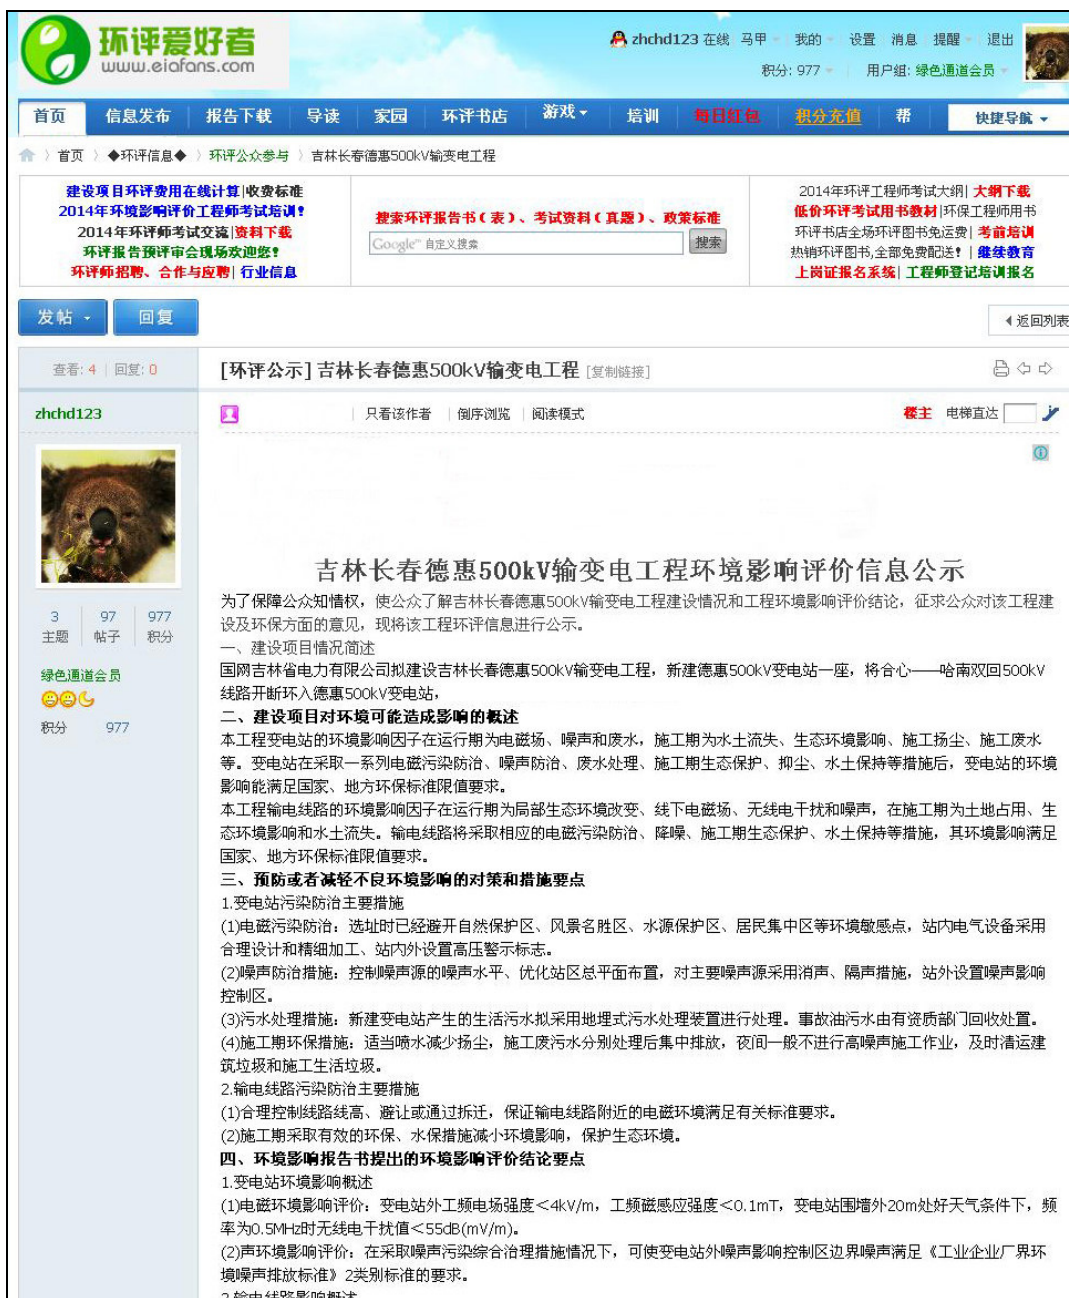 环评爱好者
www.eiafans.com
zhchd123 在线 马甲 我的 设置 消息 提醒 退出
积分: 977 用户组: 绿色通道会员
首页 信息发布 报告下载 导读 家园 环评书店 游戏 培训 每日红包 积分充值 帮 快捷导航
首页 〉 ◆环评信息◆ 〉 环评公众参与 〉 吉林长春德惠500kV输变电工程
建设项目环评费用在线计算|收费标准
2014年环境影响评价工程师考试培训!
2014年环评师考试交流|资料下载
环评报告预评审会现场欢迎您!
环评师招聘、合作与应聘| 行业信息
搜索环评报告书(表)、考试资料(真题)、政策标准
Google™ 自定义搜索 搜索
2014年环评工程师考试大纲| 大纲下载
低价环评考试用书教材|环保工程师用书
环评书店全场环评图书免运费| 考前培训
热销环评图书,全部免费配送! | 继续教育
上岗证报名系统| 工程师登记培训报名
发帖 回复
返回列表
查看: 4 | 回复: 0
[环评公示] 吉林长春德惠500kV输变电工程 [复制链接]
zhchd123
只看该作者 | 倒序浏览 | 阅读模式
楼主 电梯直达
3 97 977
主题 帖子 积分
绿色通道会员
积分 977
吉林长春德惠500kV输变电工程环境影响评价信息公示
为了保障公众知情权，使公众了解吉林长春德惠500kV输变电工程建设情况和工程环境影响评价结论，征求公众对该工程建
设及环保方面的意见，现将该工程环评信息进行公示。
一、建设项目情况简述
国网吉林省电力有限公司拟建设吉林长春德惠500kV输变电工程，新建德惠500kV变电站一座，将合心——哈南双回500kV
线路开断环入德惠500kV变电站，
二、建设项目对环境可能造成影响的概述
本工程变电站的环境影响因子在运行期为电磁场、噪声和废水，施工期为水土流失、生态环境影响、施工扬尘、施工废水
等。变电站在采取一系列电磁污染防治、噪声防治、废水处理、施工期生态保护、抑尘、水土保持等措施后，变电站的环境
影响能满足国家、地方环保标准限值要求。
本工程输电线路的环境影响因子在运行期为局部生态环境改变、线下电磁场、无线电干扰和噪声，在施工期为土地占用、生
态环境影响和水土流失。输电线路将采取相应的电磁污染防治、降噪、施工期生态保护、水土保持等措施，其环境影响满足
国家、地方环保标准限值要求。
三、预防或者减轻不良环境影响的对策和措施要点
1.变电站污染防治主要措施
(1)电磁污染防治：选址时已经避开自然保护区、风景名胜区、水源保护区、居民集中区等环境敏感点，站内电气设备采用
合理设计和精细加工、站内外设置高压警示标志。
(2)噪声防治措施：控制噪声源的噪声水平、优化站区总平面布置，对主要噪声源采用消声、隔声措施，站外设置噪声影响
控制区。
(3)污水处理措施：新建变电站产生的生活污水拟采用地埋式污水处理装置进行处理。事故油污水由有资质部门回收处置。
(4)施工期环保措施：适当喷水减少扬尘，施工废污水分别处理后集中排放，夜间一般不进行高噪声施工作业，及时清运建
筑垃圾和施工生活垃圾。
2.输电线路污染防治主要措施
(1)合理控制线路线高、避让或通过拆迁，保证输电线路附近的电磁环境满足有关标准要求。
(2)施工期采取有效的环保、水保措施减小环境影响，保护生态环境。
四、环境影响报告书提出的环境影响评价结论要点
1.变电站环境影响概述
(1)电磁环境影响评价：变电站外工频电场强度＜4kV/m，工频磁感应强度＜0.1mT，变电站围墙外20m处好天气条件下，频
率为0.5MHz时无线电干扰值＜55dB(mV/m)。
(2)声环境影响评价：在采取噪声污染综合治理措施情况下，可使变电站外噪声影响控制区边界噪声满足《工业企业厂界环
境噪声排放标准》2类别标准的要求。
2.输电线路影响概述